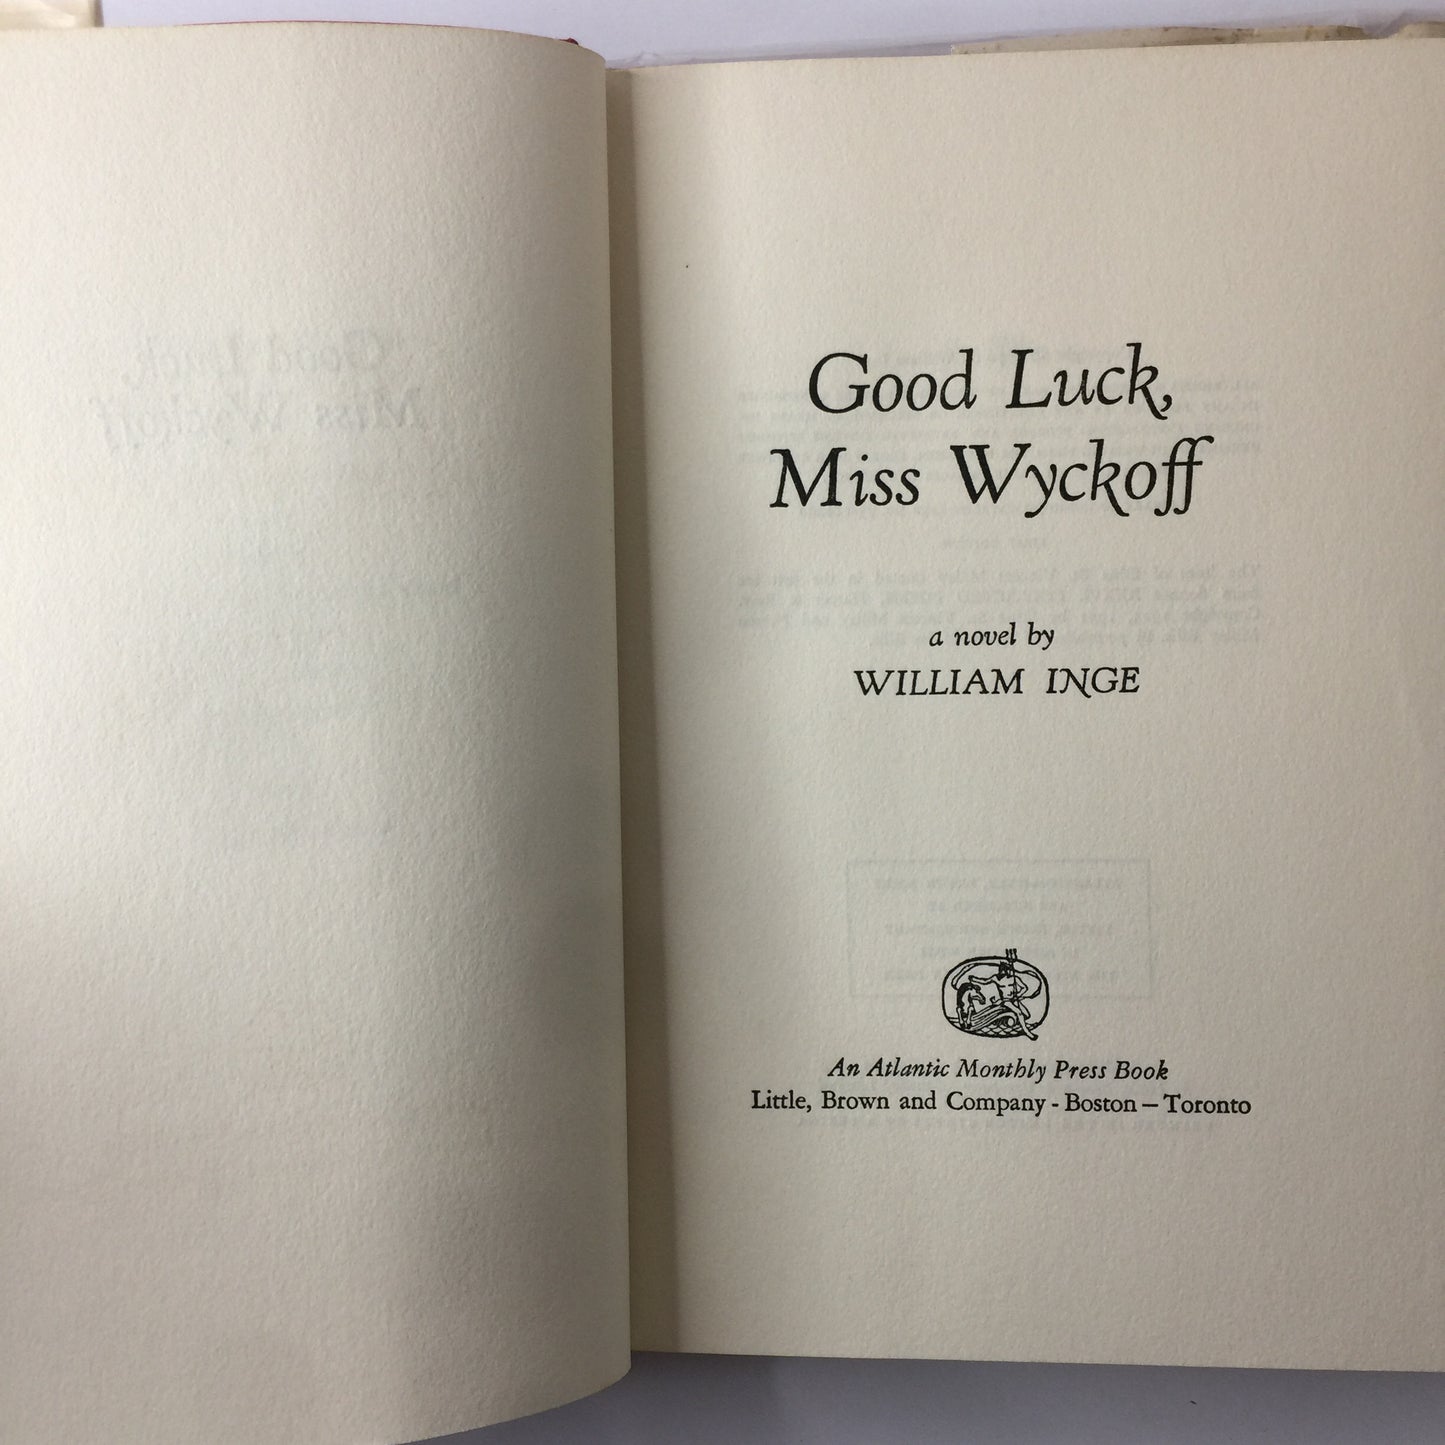 Good Luck,
Miss Wyckoff
a novel by
WILLIAM INGE
An Atlantic Monthly Press Book
Little, Brown and Company - Boston — Toronto